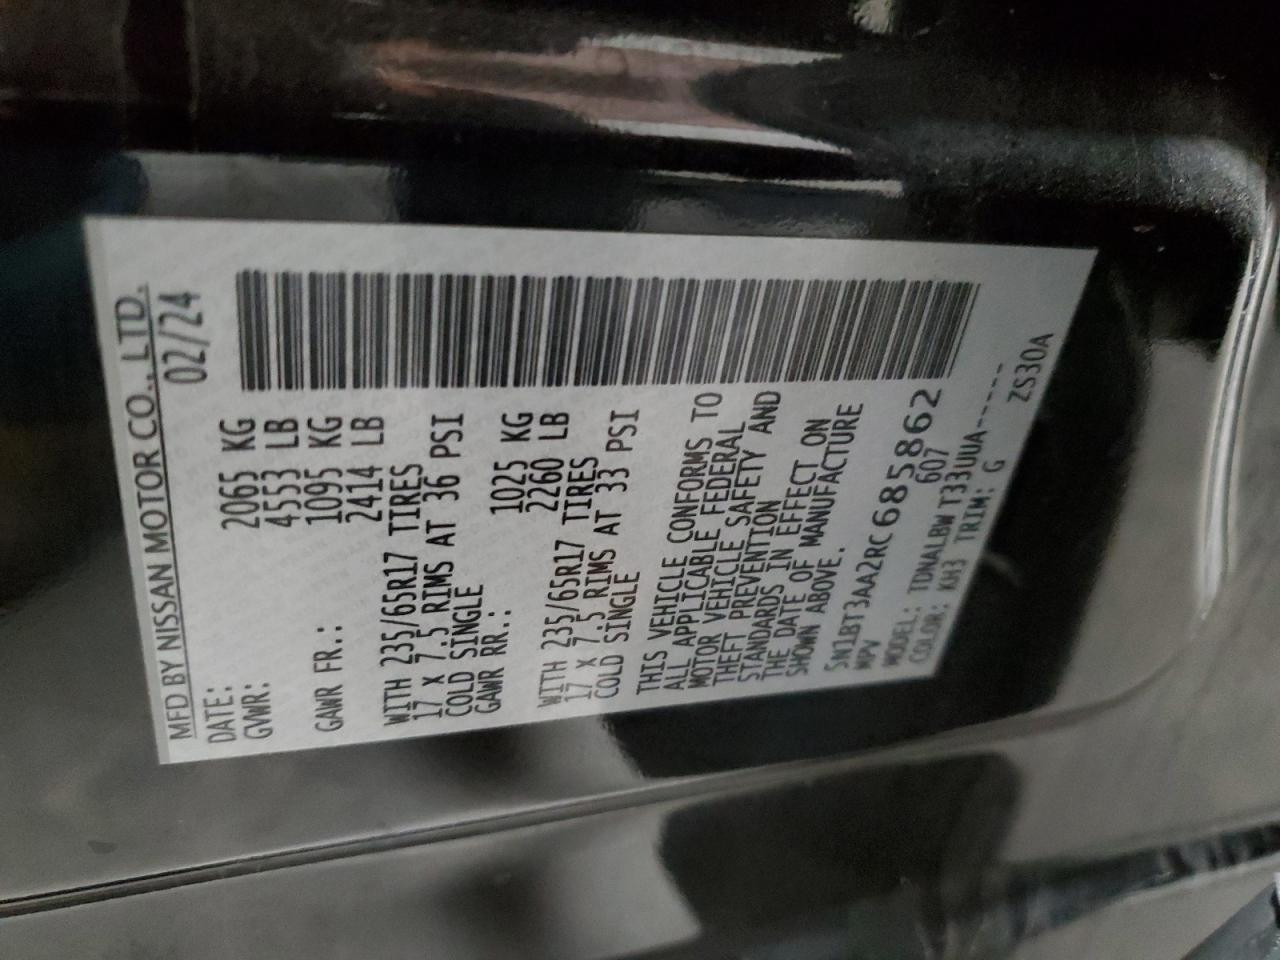 MFD BY NISSAN MOTOR CO., LTD.
DATE: 02/24
GVWR: 2065 KG
4553 LB
GAWR FR.: 1095 KG
2414 LB
WITH 235/65R17 TIRES
17 X 7.5 RIMS AT 36 PSI
COLD SINGLE
GAWR RR.: 1025 KG
2260 LB
WITH 235/65R17 TIRES
17 X 7.5 RIMS AT 33 PSI
COLD SINGLE
THIS VEHICLE CONFORMS TO
ALL APPLICABLE FEDERAL
MOTOR VEHICLE SAFETY AND
THEFT PREVENTION
STANDARDS IN EFFECT ON
THE DATE OF MANUFACTURE
SHOWN ABOVE.
5N1BT3AA2RC685862
MPV 607
MODEL: TDNALBWT33UUA-----
COLOR: KH3 TRIM: G ZS30A